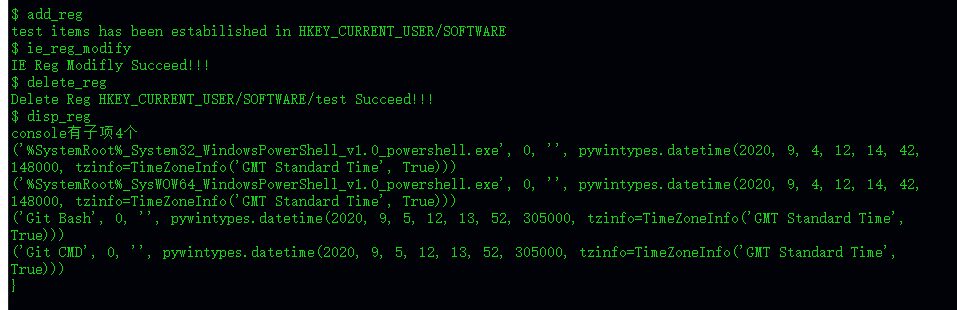 $ add_reg
test items has been estabilished in HKEY_CURRENT_USER/SOFTWARE
$ ie_reg_modify
IE Reg Modifly Succeed!!!
$ delete_reg
Delete Reg HKEY_CURRENT_USER/SOFTWARE/test Succeed!!!
$ disp_reg
console有子项4个
('%SystemRoot%_System32_WindowsPowerShell_v1.0_powershell.exe', 0, '', pywintypes.datetime(2020, 9, 4, 12, 14, 42,
148000, tzinfo=TimeZoneInfo('GMT Standard Time', True)))
('%SystemRoot%_SysWOW64_WindowsPowerShell_v1.0_powershell.exe', 0, '', pywintypes.datetime(2020, 9, 4, 12, 14, 42,
148000, tzinfo=TimeZoneInfo('GMT Standard Time', True)))
('Git Bash', 0, '', pywintypes.datetime(2020, 9, 5, 12, 13, 52, 305000, tzinfo=TimeZoneInfo('GMT Standard Time',
True)))
('Git CMD', 0, '', pywintypes.datetime(2020, 9, 5, 12, 13, 52, 305000, tzinfo=TimeZoneInfo('GMT Standard Time',
True)))
}